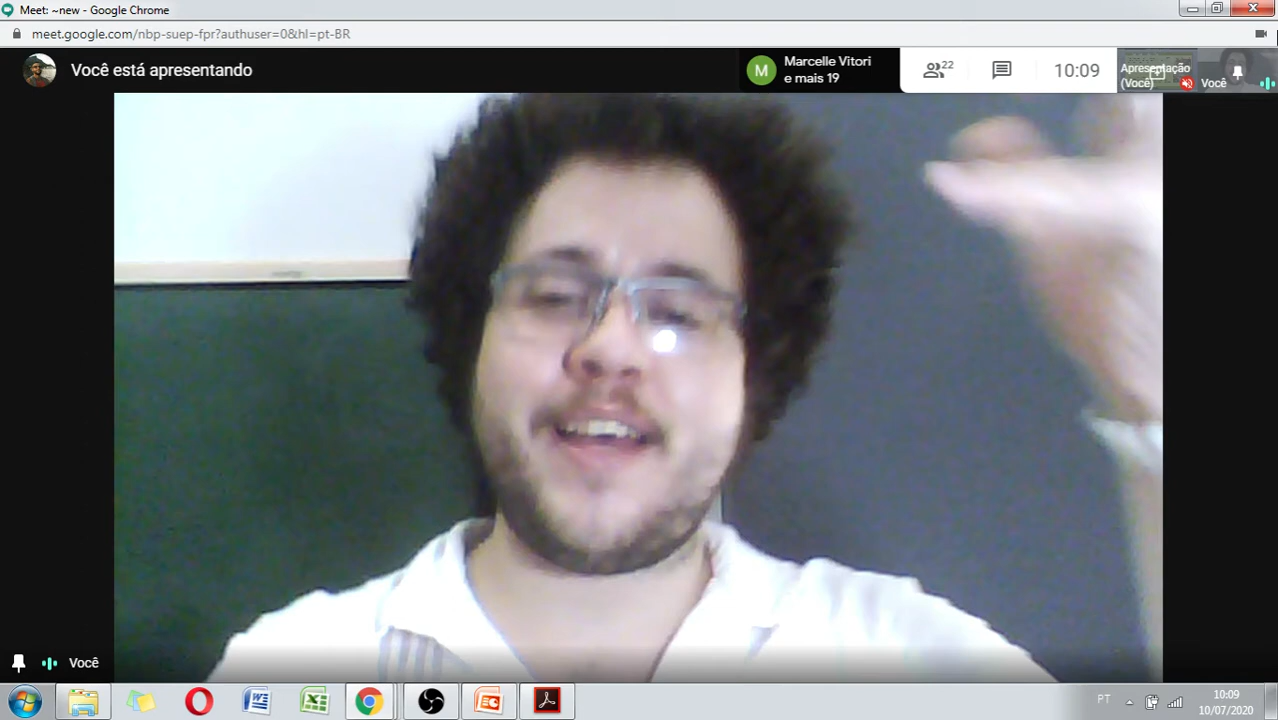 Meet: ~new - Google Chrome
meet.google.com/nbp-suep-fpr?authuser=0&hl=pt-BR
Você está apresentando
M
Marcelle Vitori
e mais 19
22
10:09
Apresentação
(Você)
Você
Você
PT
10:09
10/07/2020